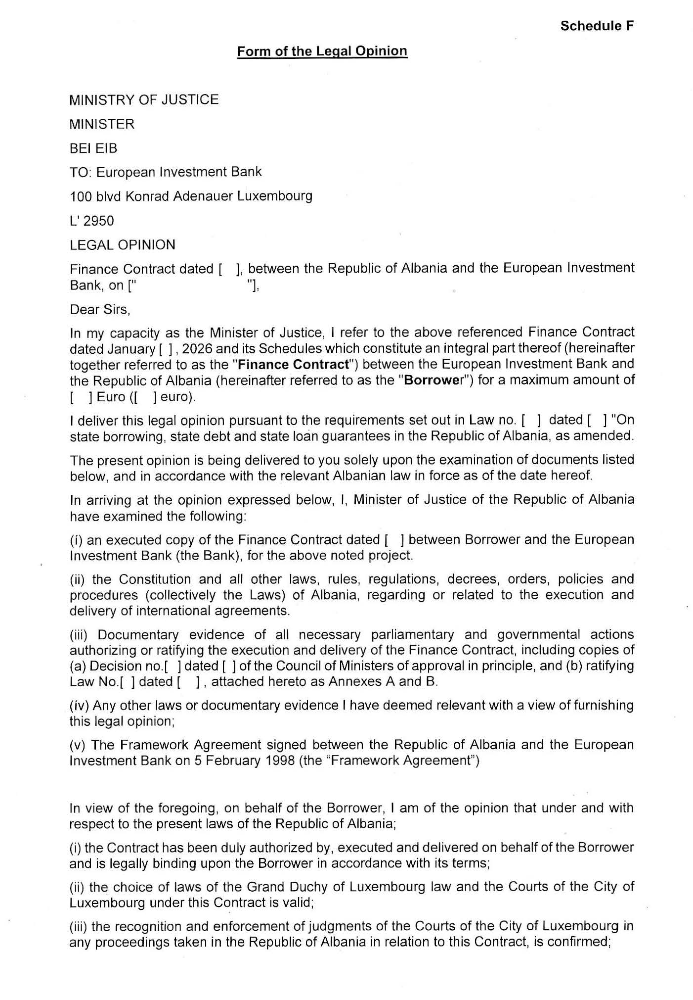 Schedule F
Form of the Legal Opinion
MINISTRY OF JUSTICE
MINISTER
BEI EIB
TO: European Investment Bank
100 blvd Konrad Adenauer Luxembourg
L' 2950
LEGAL OPINION
Finance Contract dated [ ], between the Republic of Albania and the European Investment
Bank, on [" "],
Dear Sirs,
In my capacity as the Minister of Justice, I refer to the above referenced Finance Contract
dated January [ ] , 2026 and its Schedules which constitute an integral part thereof (hereinafter
together referred to as the "Finance Contract") between the European Investment Bank and
the Republic of Albania (hereinafter referred to as the "Borrower") for a maximum amount of
[ ] Euro ([ ] euro).
I deliver this legal opinion pursuant to the requirements set out in Law no. [ ] dated [ ] "On
state borrowing, state debt and state loan guarantees in the Republic of Albania, as amended.
The present opinion is being delivered to you solely upon the examination of documents listed
below, and in accordance with the relevant Albanian law in force as of the date hereof.
In arriving at the opinion expressed below, I, Minister of Justice of the Republic of Albania
have examined the following:
(i) an executed copy of the Finance Contract dated [ ] between Borrower and the European
Investment Bank (the Bank), for the above noted project.
(ii) the Constitution and all other laws, rules, regulations, decrees, orders, policies and
procedures (collectively the Laws) of Albania, regarding or related to the execution and
delivery of international agreements.
(iii) Documentary evidence of all necessary parliamentary and governmental actions
authorizing or ratifying the execution and delivery of the Finance Contract, including copies of
(a) Decision no.[ ] dated [ ] of the Council of Ministers of approval in principle, and (b) ratifying
Law No.[ ] dated [ ] , attached hereto as Annexes A and B.
(iv) Any other laws or documentary evidence I have deemed relevant with a view of furnishing
this legal opinion;
(v) The Framework Agreement signed between the Republic of Albania and the European
Investment Bank on 5 February 1998 (the “Framework Agreement”)
In view of the foregoing, on behalf of the Borrower, I am of the opinion that under and with
respect to the present laws of the Republic of Albania;
(i) the Contract has been duly authorized by, executed and delivered on behalf of the Borrower
and is legally binding upon the Borrower in accordance with its terms;
(ii) the choice of laws of the Grand Duchy of Luxembourg law and the Courts of the City of
Luxembourg under this Contract is valid;
(iii) the recognition and enforcement of judgments of the Courts of the City of Luxembourg in
any proceedings taken in the Republic of Albania in relation to this Contract, is confirmed;